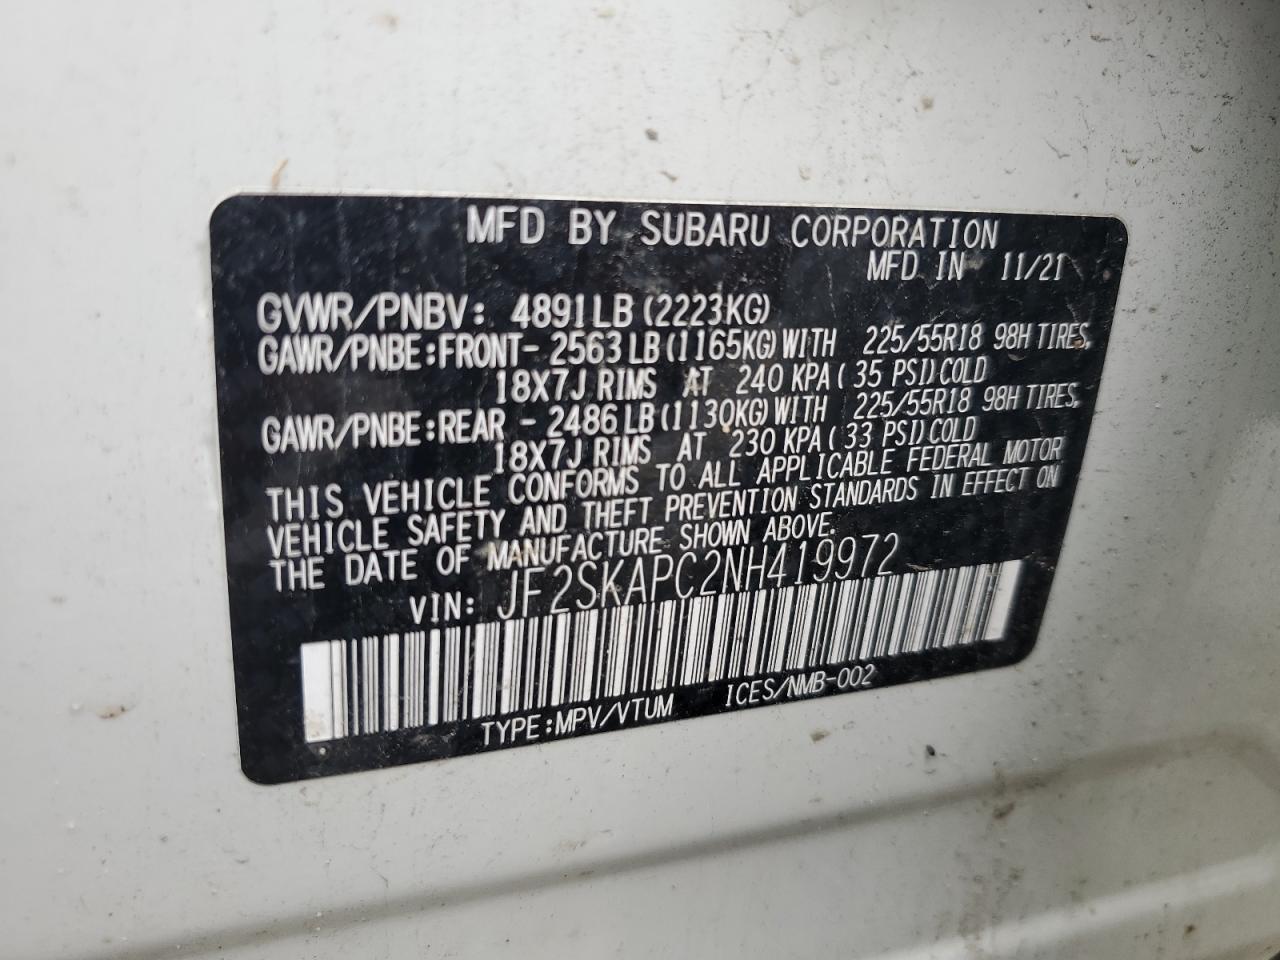 MFD BY SUBARU CORPORATION
MFD IN 11/21
GVWR/PNBV: 4891LB(2223KG)
GAWR/PNBE:FRONT- 2563LB(1165KG)WITH 225/55R18 98H TIRES,
18X7J RIMS AT 240 KPA( 35 PSI)COLD
GAWR/PNBE:REAR - 2486LB(1130KG)WITH 225/55R18 98H TIRES,
18X7J RIMS AT 230 KPA( 33 PSI)COLD
THIS VEHICLE CONFORMS TO ALL APPLICABLE FEDERAL MOTOR
VEHICLE SAFETY AND THEFT PREVENTION STANDARDS IN EFFECT ON
THE DATE OF MANUFACTURE SHOWN ABOVE.
VIN: JF2SKAPC2NH419972
TYPE:MPV/VTUM ICES/NMB-002